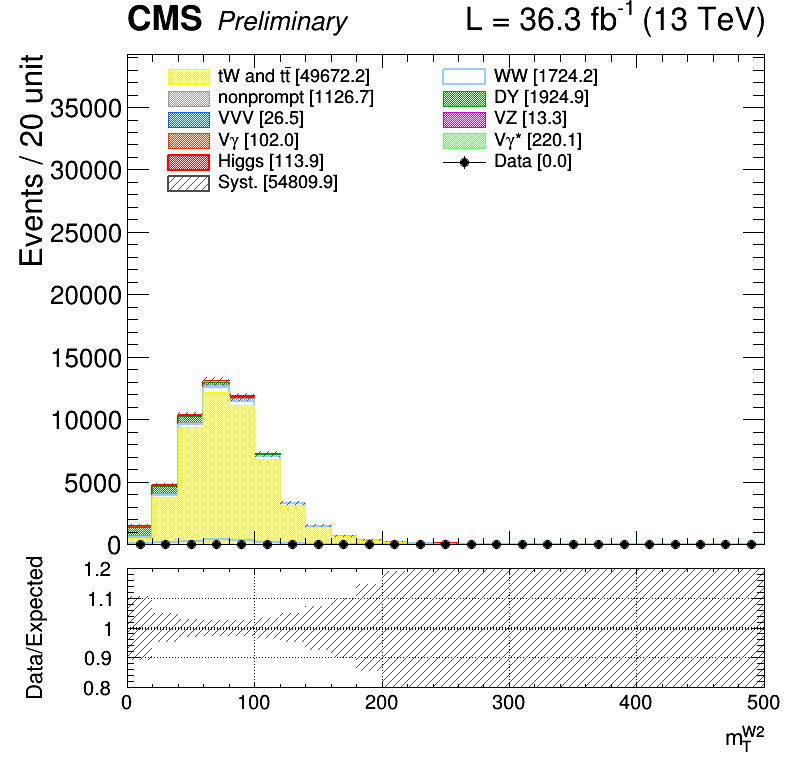 CMS Preliminary L = 36.3 fb⁻¹ (13 TeV)
Events / 20 unit
35000
30000
25000
20000
15000
10000
5000
0
tW and tt̄ [49672.2]
nonprompt [1126.7]
VVV [26.5]
Vγ [102.0]
Higgs [113.9]
Syst. [54809.9]
WW [1724.2]
DY [1924.9]
VZ [13.3]
Vγ* [220.1]
Data [0.0]
Data/Expected
1.2
1.1
1
0.9
0.8
0 100 200 300 400 500
m_T^W2